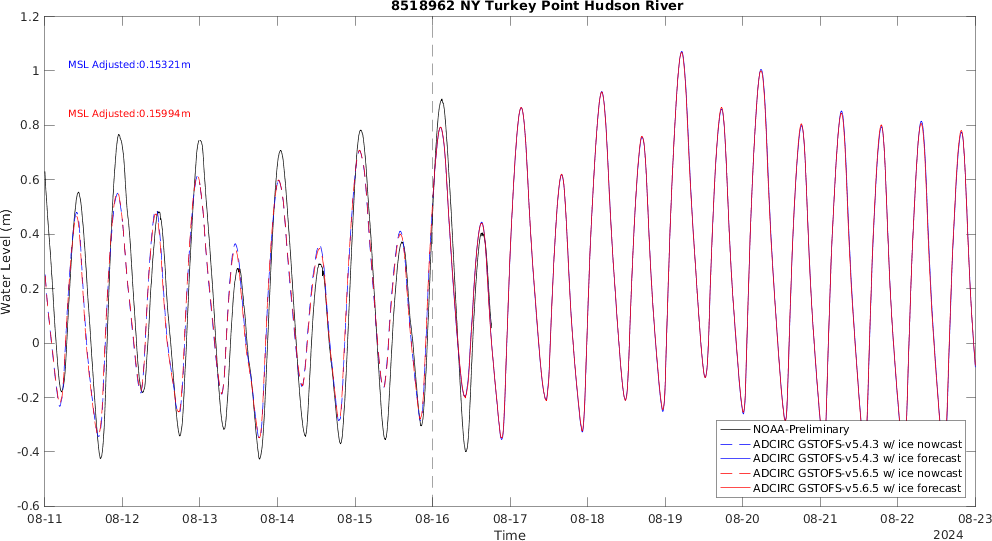 8518962 NY Turkey Point Hudson River
MSL Adjusted:0.15321m
MSL Adjusted:0.15994m
Water Level (m)
1.2
1
0.8
0.6
0.4
0.2
0
-0.2
-0.4
-0.6
NOAA-Preliminary
ADCIRC GSTOFS-v5.4.3 w/ ice nowcast
ADCIRC GSTOFS-v5.4.3 w/ ice forecast
ADCIRC GSTOFS-v5.6.5 w/ ice nowcast
ADCIRC GSTOFS-v5.6.5 w/ ice forecast
08-11 08-12 08-13 08-14 08-15 08-16 08-17 08-18 08-19 08-20 08-21 08-22 08-23
Time
2024